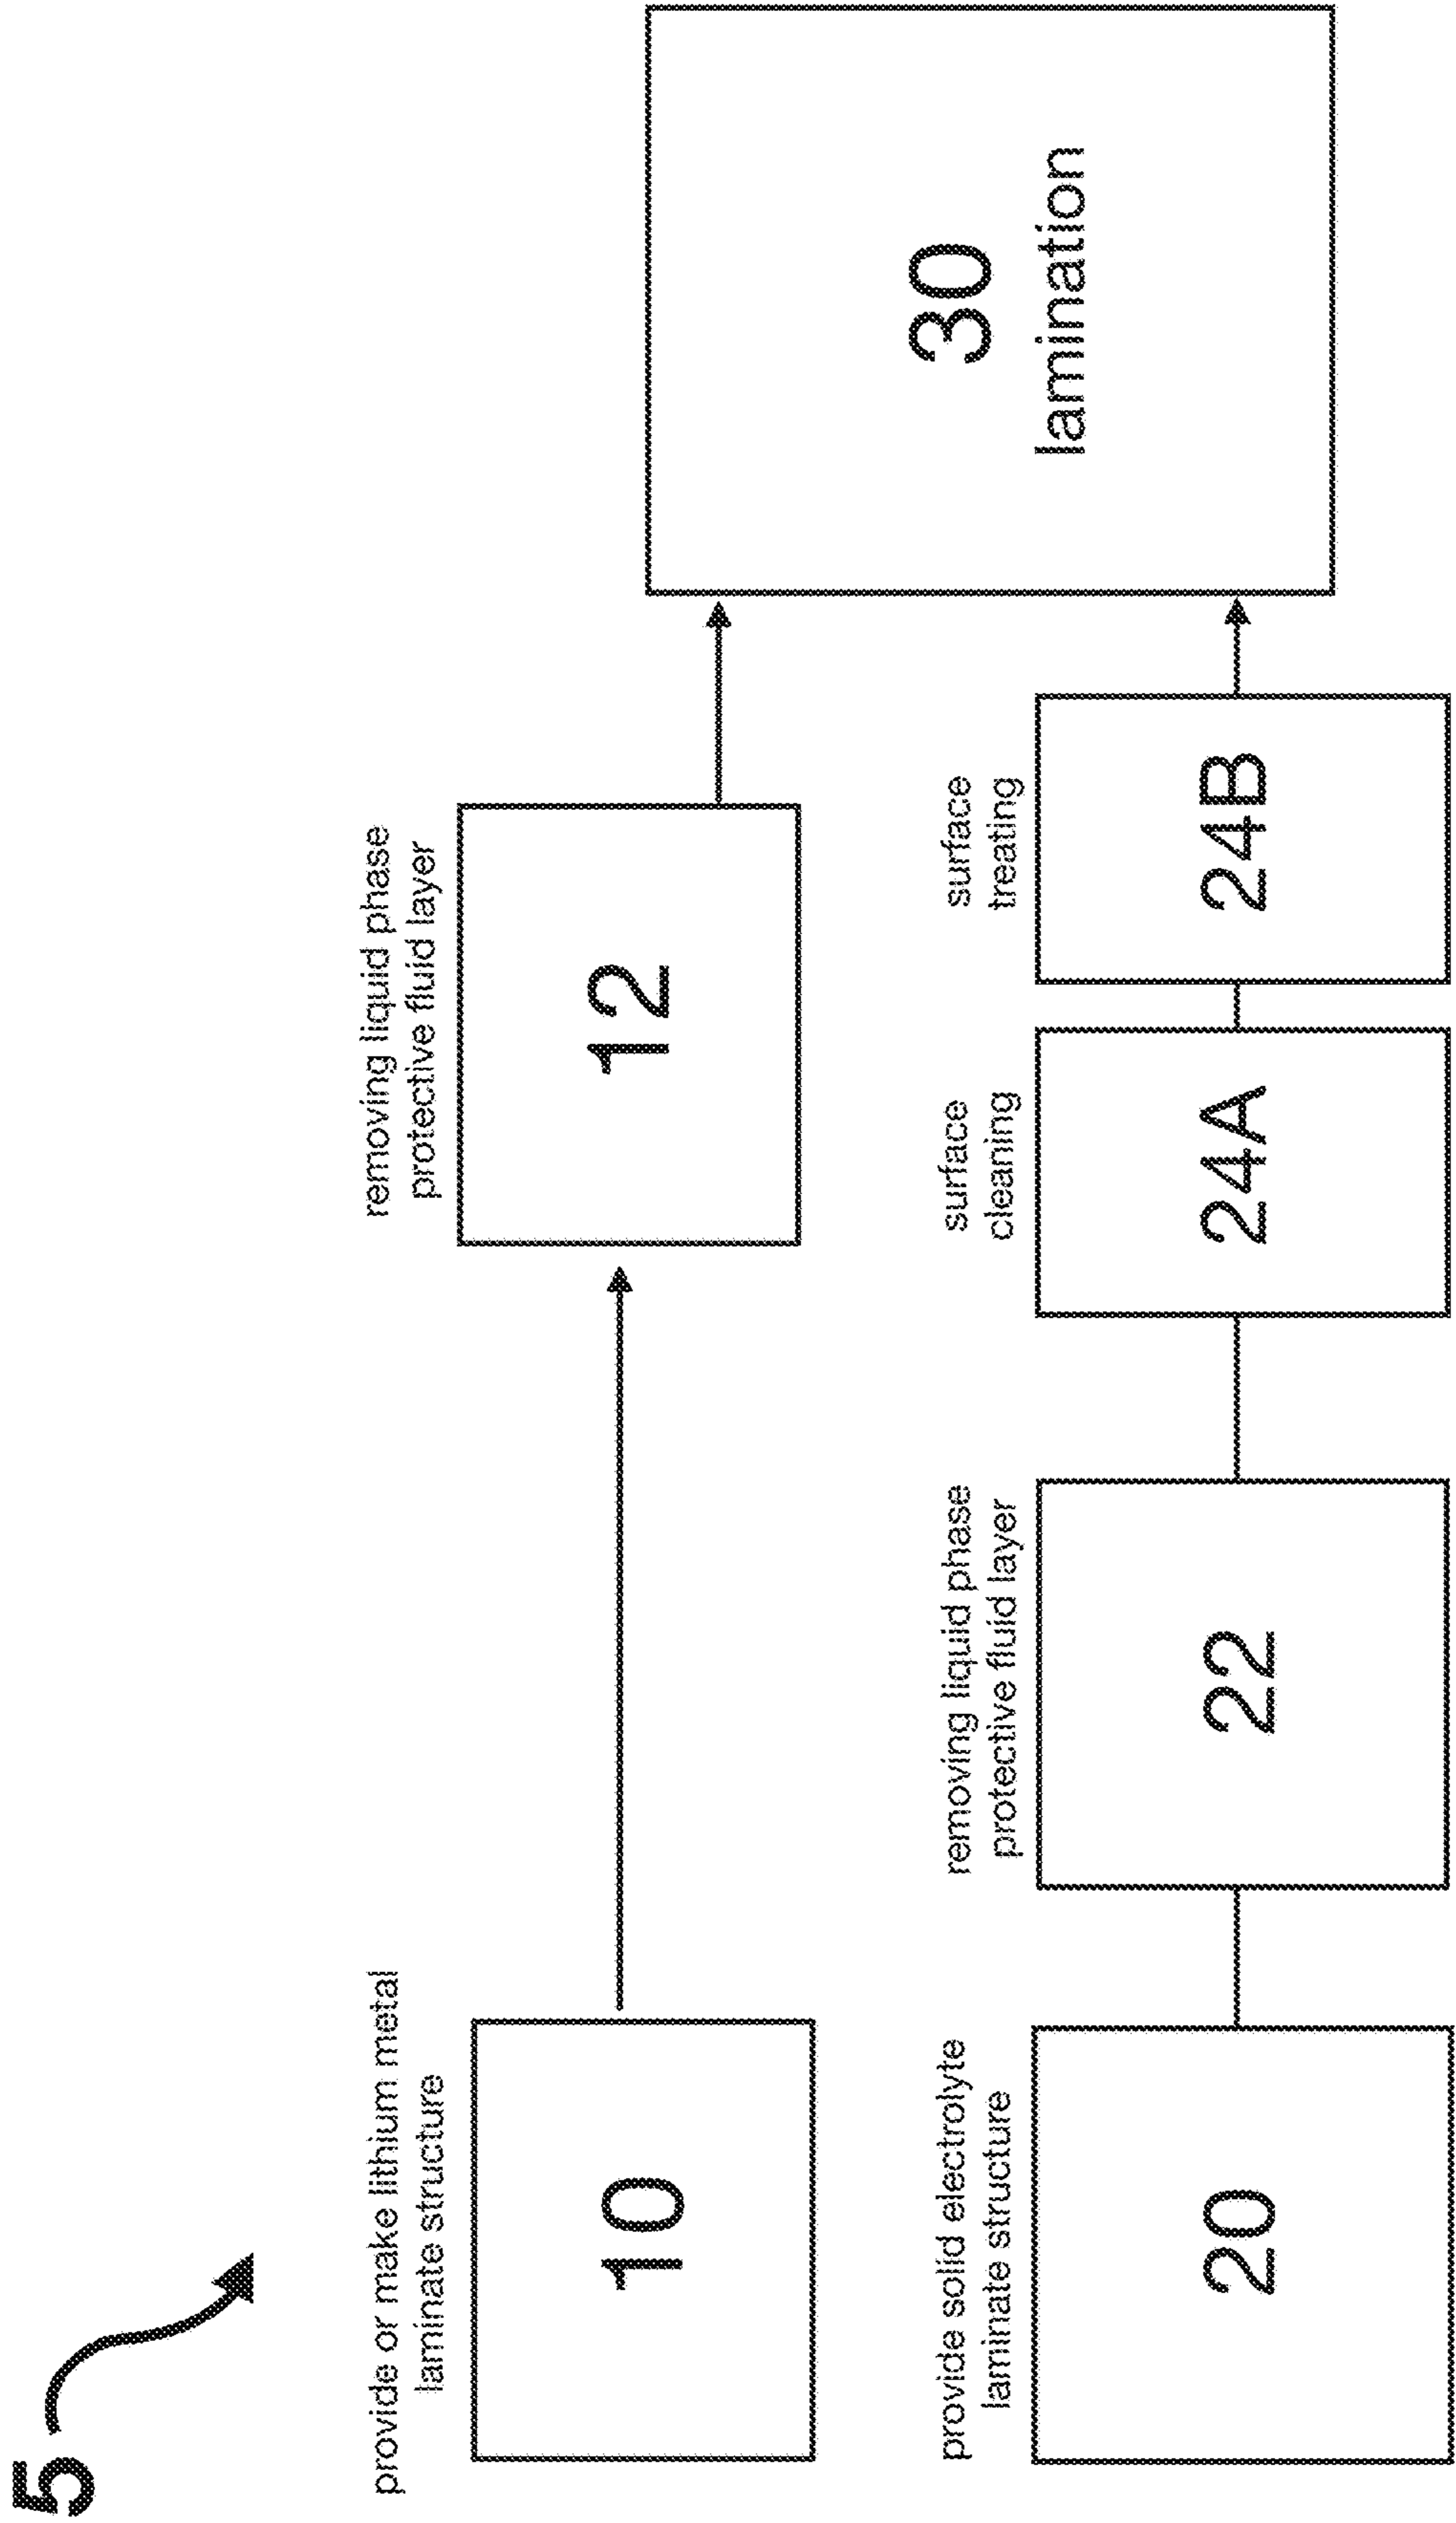 5
provide or make lithium metal
laminate structure
10
removing liquid phase
protective fluid layer
12
provide solid electrolyte
laminate structure
20
removing liquid phase
protective fluid layer
22
surface
cleaning
24A
surface
treating
24B
30
lamination